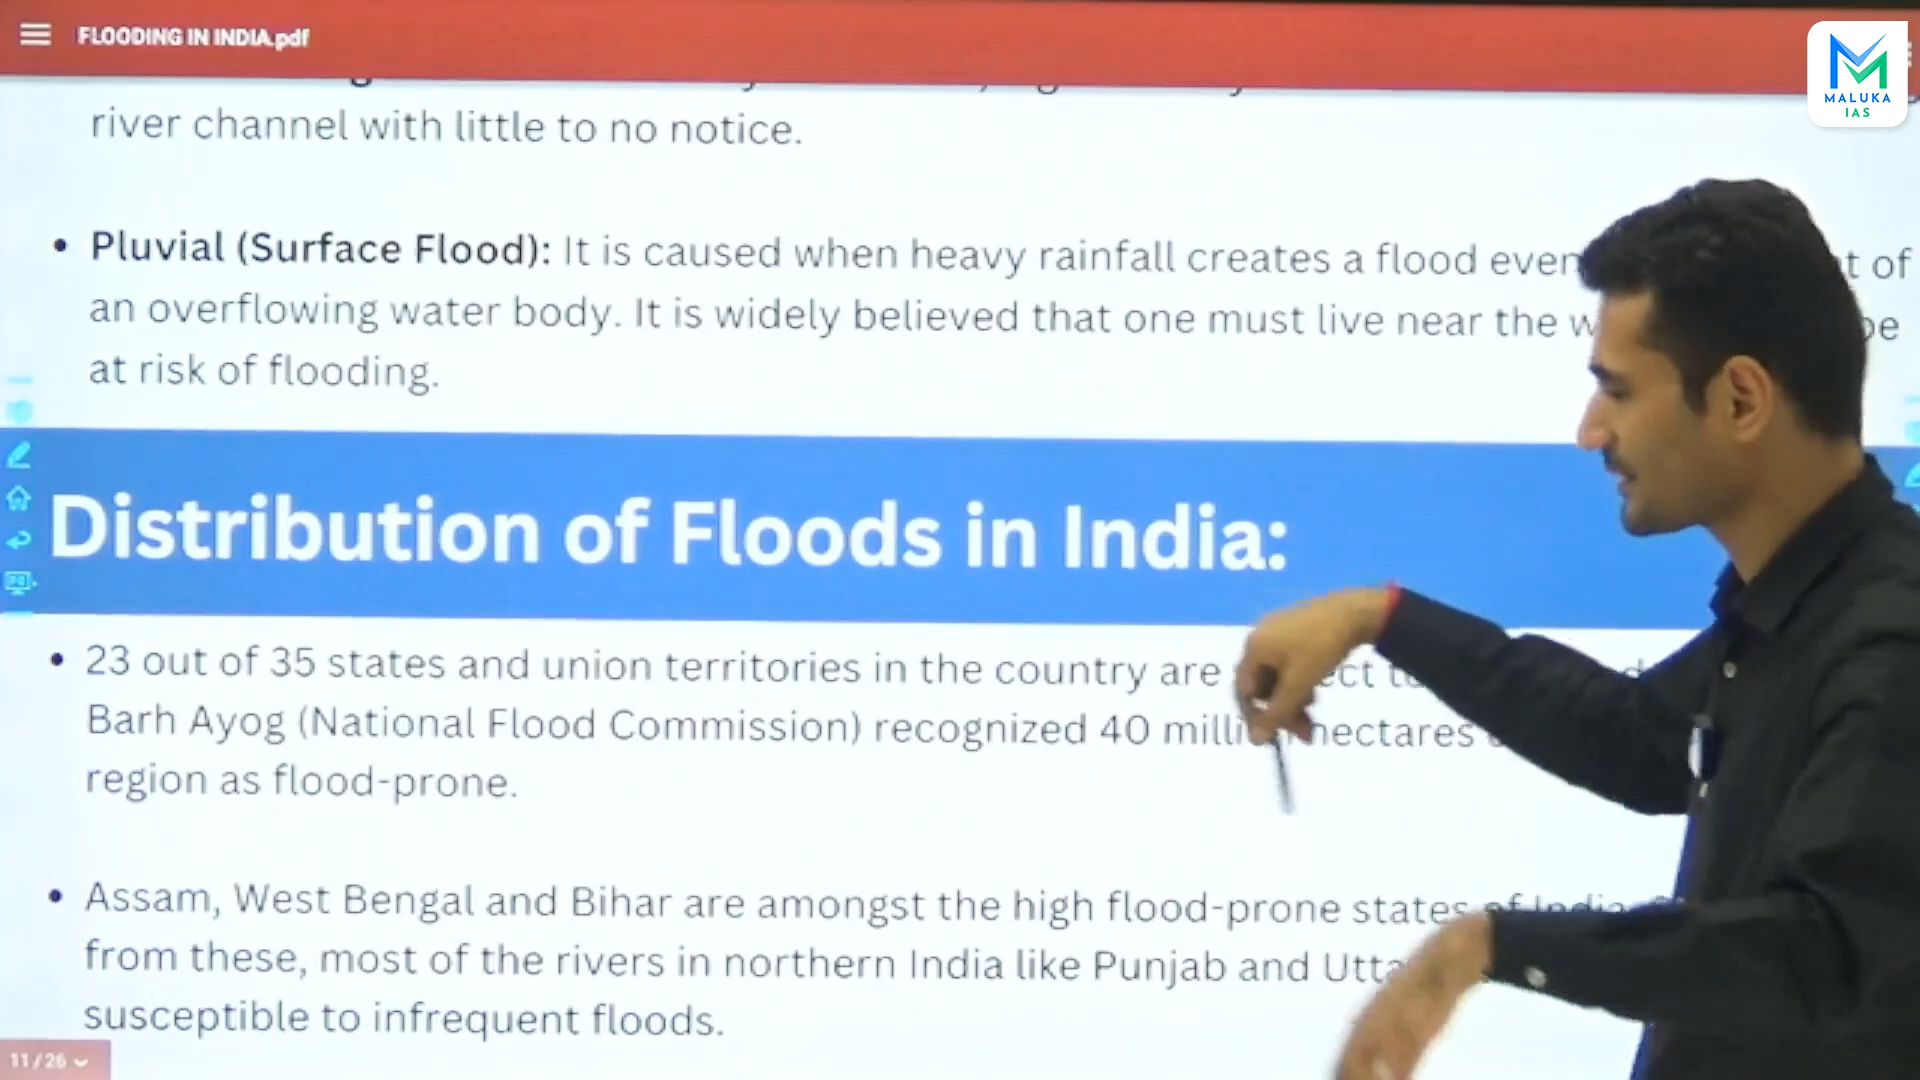 FLOODING IN INDIA.pdf
MALUKA
IAS
river channel with little to no notice.
• Pluvial (Surface Flood): It is caused when heavy rainfall creates a flood of
an overflowing water body. It is widely believed that one must live near the be
at risk of flooding.
Distribution of Floods in India:
• 23 out of 35 states and union territories in the country are
Barh Ayog (National Flood Commission) recognized 40 hectares
region as flood-prone.
• Assam, West Bengal and Bihar are amongst the high flood-prone states of India
from these, most of the rivers in northern India like Punjab and
susceptible to infrequent floods.
11 / 26